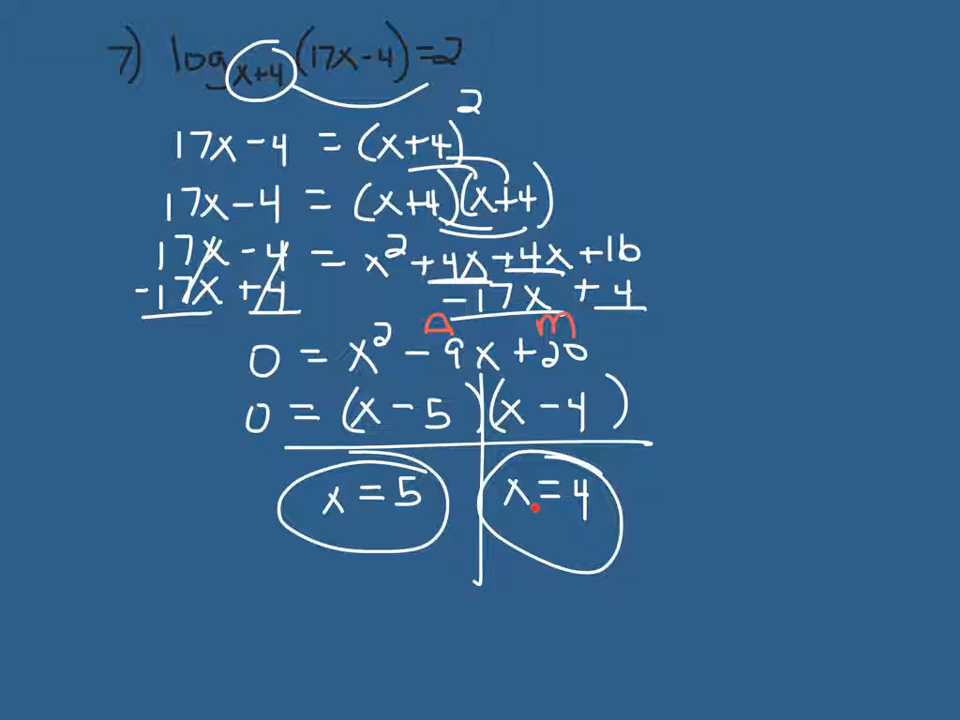 7) log_{x+4}(17x-4)=2
17x-4 = (x+4)^2
17x-4 = (x+4)(x+4)
17x-4 = x^2+4x+4x+16
-17x +4 -17x +4
A m
0 = x^2-9x+20
0 = (x-5)(x-4)
x=5 x=4